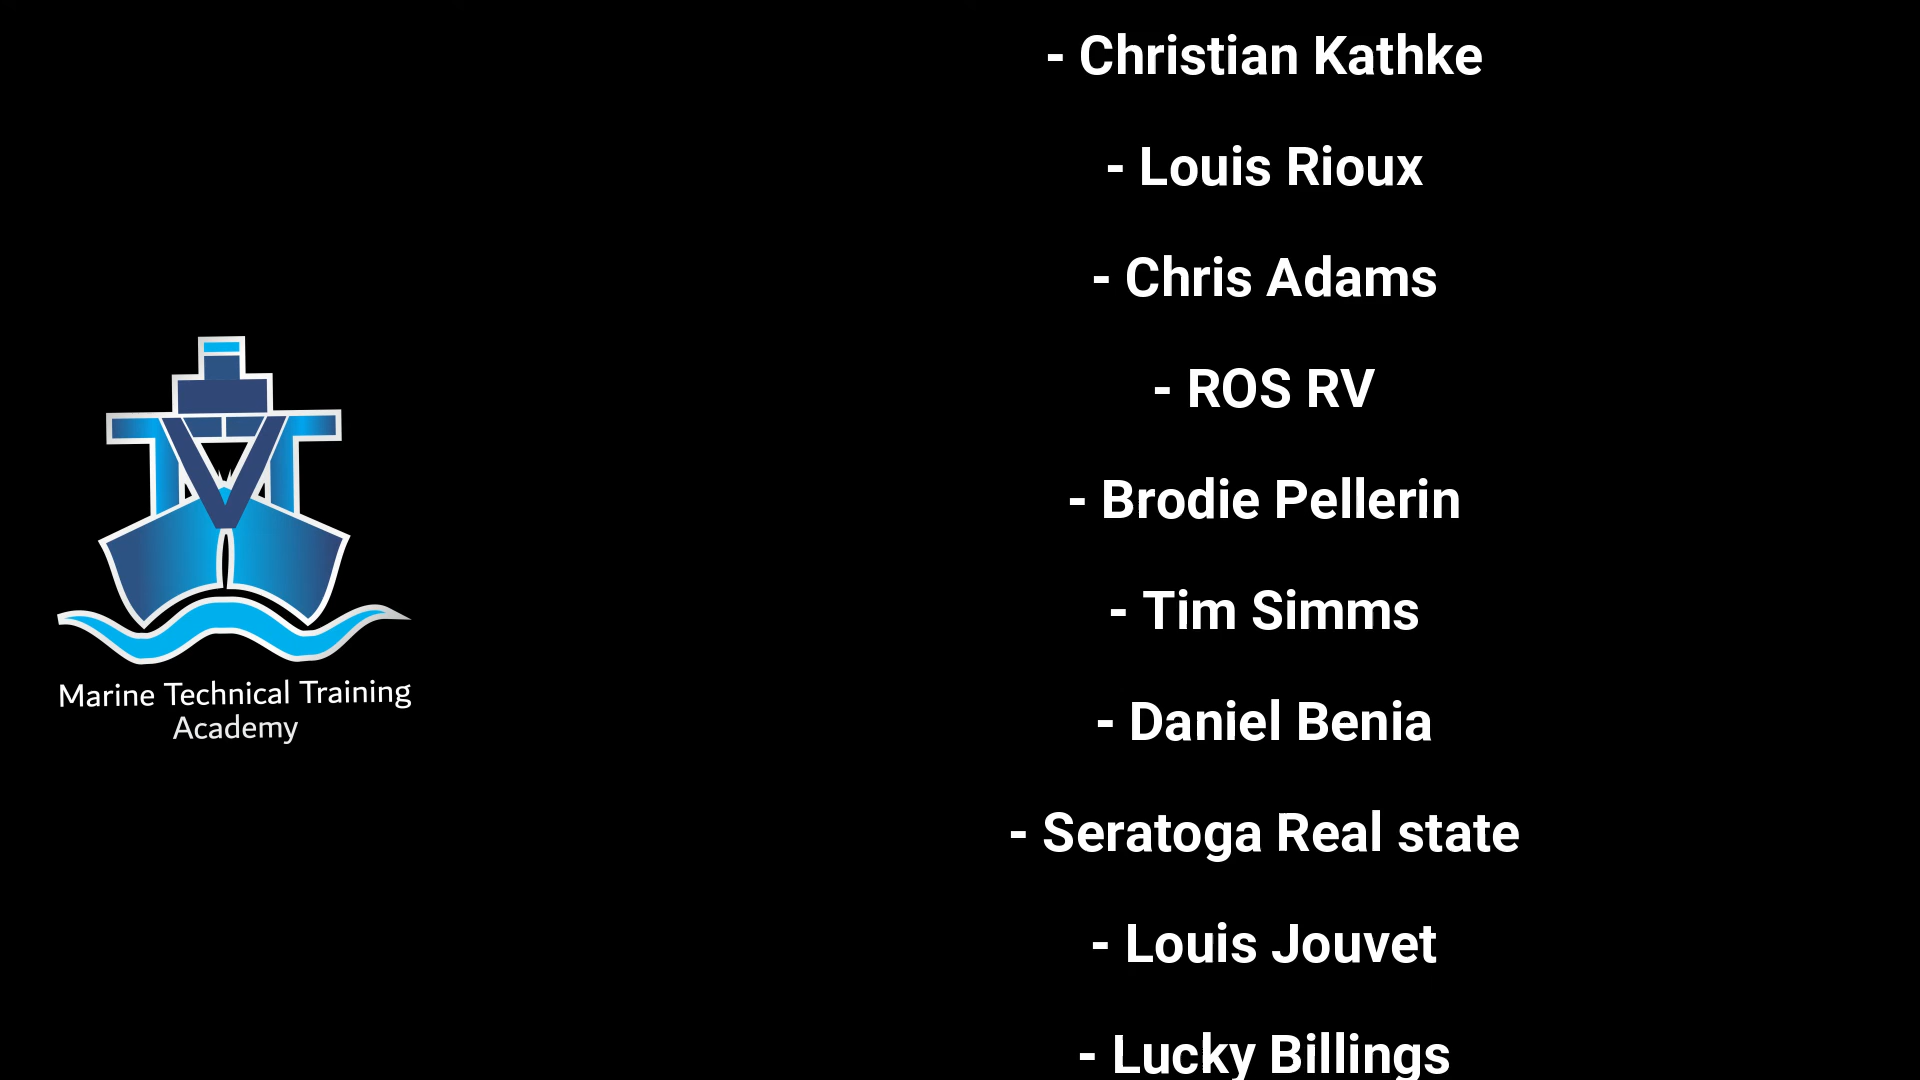 - Christian Kathke
- Louis Rioux
- Chris Adams
- ROS RV
- Brodie Pellerin
- Tim Simms
- Daniel Benia
- Seratoga Real state
- Louis Jouvet
- Lucky Billings
Marine Technical Training
Academy